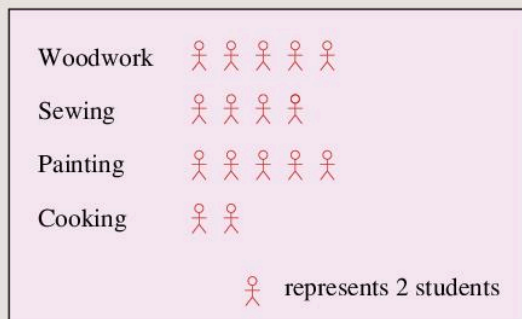 Woodwork
Sewing
Painting
Cooking
represents 2 students